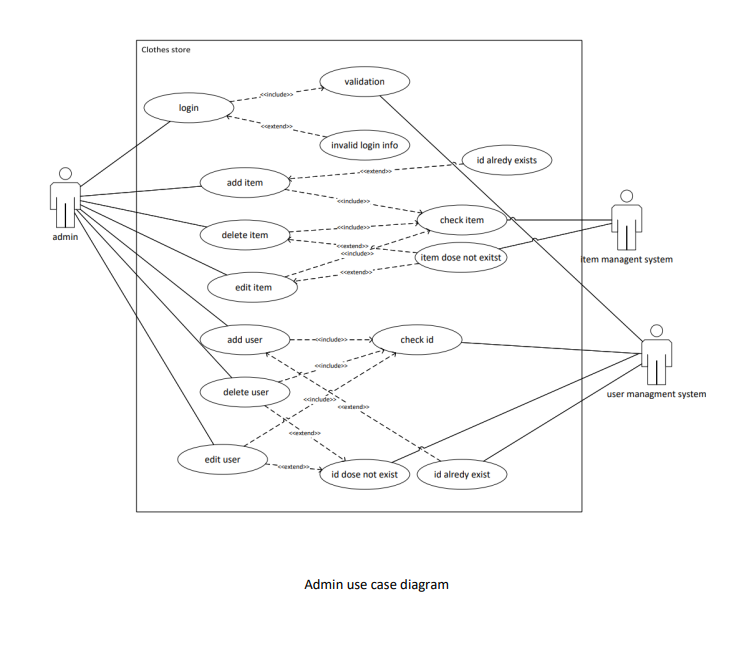 Clothes store
validation
login
<<include>>
<<extend>>
invalid login info
id alredy exists
<<extend>>
add item
<<include>>
check item
delete item
<<include>>
<<extend>>
<<include>>
item dose not exitst
item managent system
<<extend>>
edit item
admin
add user
<<include>>
check id
<<include>>
delete user
user managment system
<<include>>
<<extend>>
<<extend>>
edit user
<<extend>>
id dose not exist
id alredy exist
Admin use case diagram